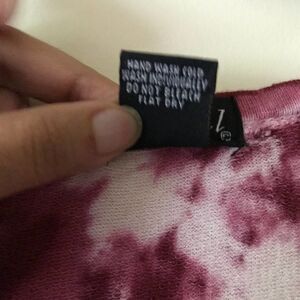 HAND WASH COLD
WASH INDIVIDUALLY
DO NOT BLEACH
FLAT DRY